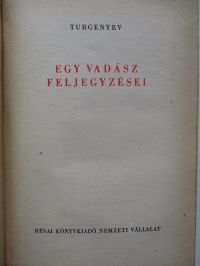 TURGENYEV
EGY VADÁSZ
FELJEGYZÉSEI
RÉVAI KÖNYVKIADÓ NEMZETI VÁLLALAT